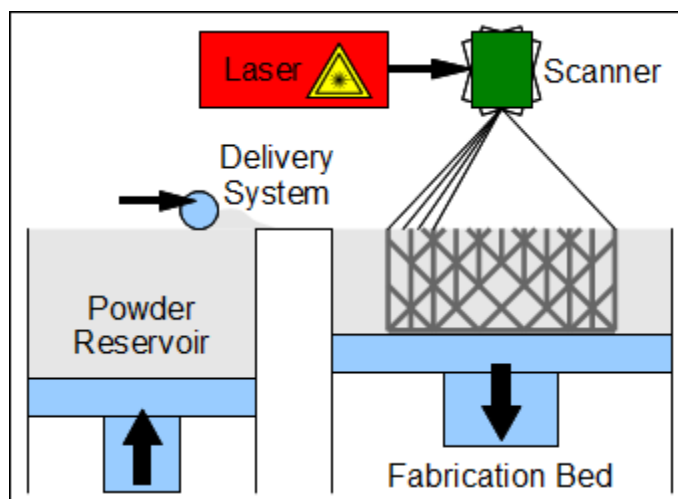 Laser
Scanner
Delivery
System
Powder
Reservoir
Fabrication Bed